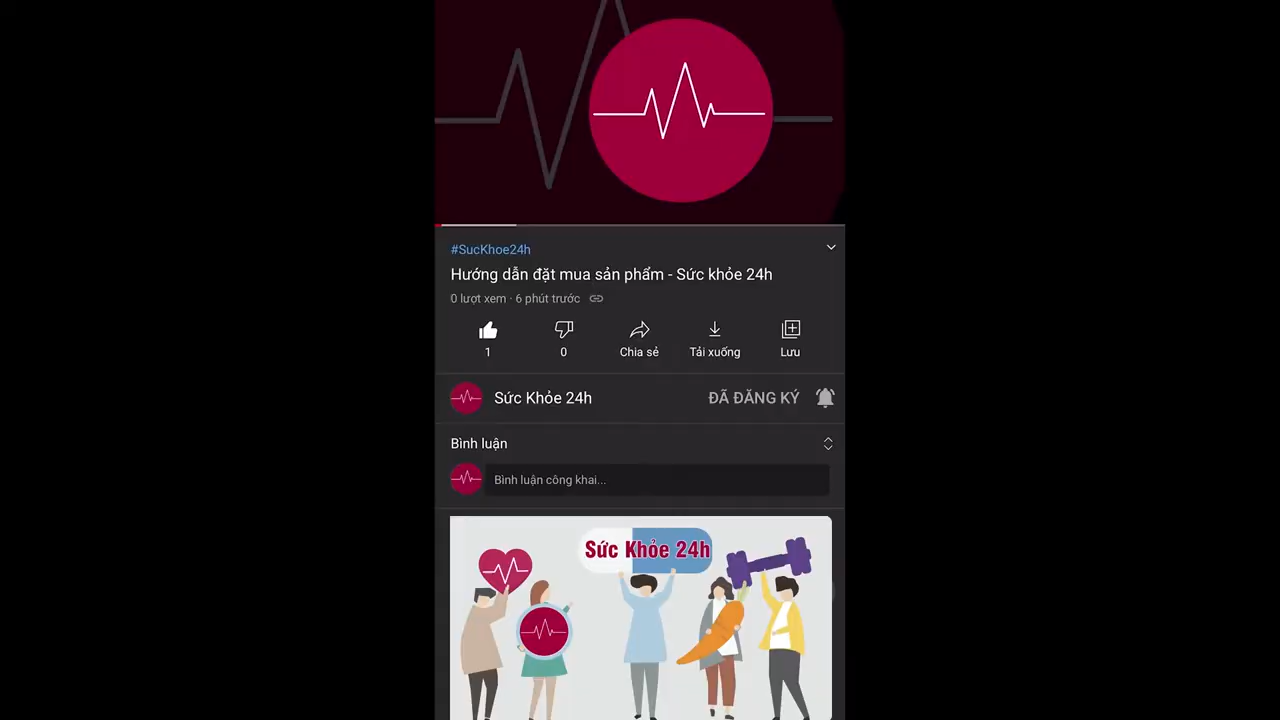 #SucKhoe24h
Hướng dẫn đặt mua sản phẩm - Sức khỏe 24h
0 lượt xem · 6 phút trước
1
0
Chia sẻ
Tải xuống
Lưu
Sức Khỏe 24h
ĐÃ ĐĂNG KÝ
Bình luận
Bình luận công khai...
Sức Khỏe 24h